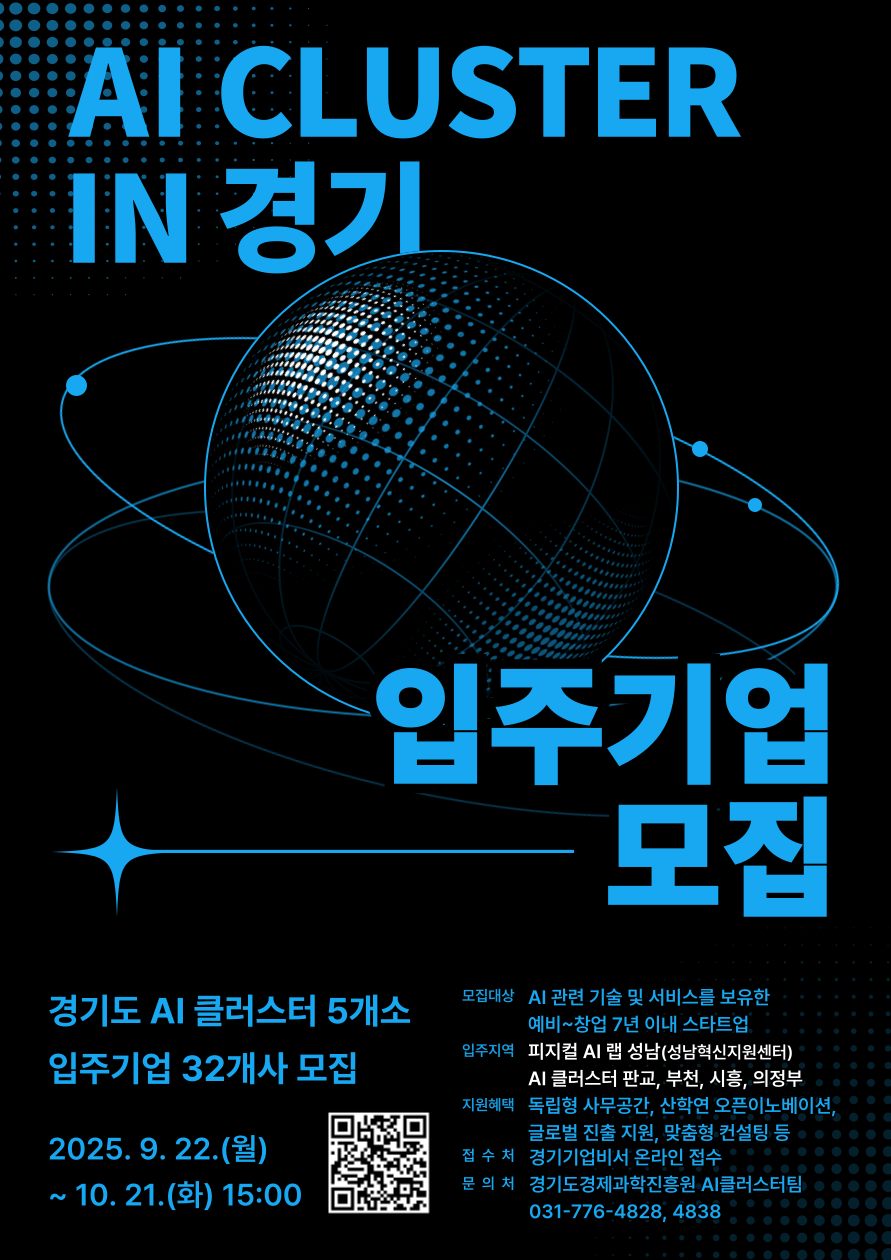 AI CLUSTER
IN 경기
입주기업
모집
경기도 AI 클러스터 5개소
입주기업 32개사 모집
2025. 9. 22.(월)
~ 10. 21.(화) 15:00
모집대상 AI 관련 기술 및 서비스를 보유한
예비~창업 7년 이내 스타트업
입주지역 피지컬 AI 랩 성남(성남혁신지원센터)
AI 클러스터 판교, 부천, 시흥, 의정부
지원혜택 독립형 사무공간, 산학연 오픈이노베이션,
글로벌 진출 지원, 맞춤형 컨설팅 등
접 수 처 경기기업비서 온라인 접수
문 의 처 경기도경제과학진흥원 AI클러스터팀
031-776-4828, 4838